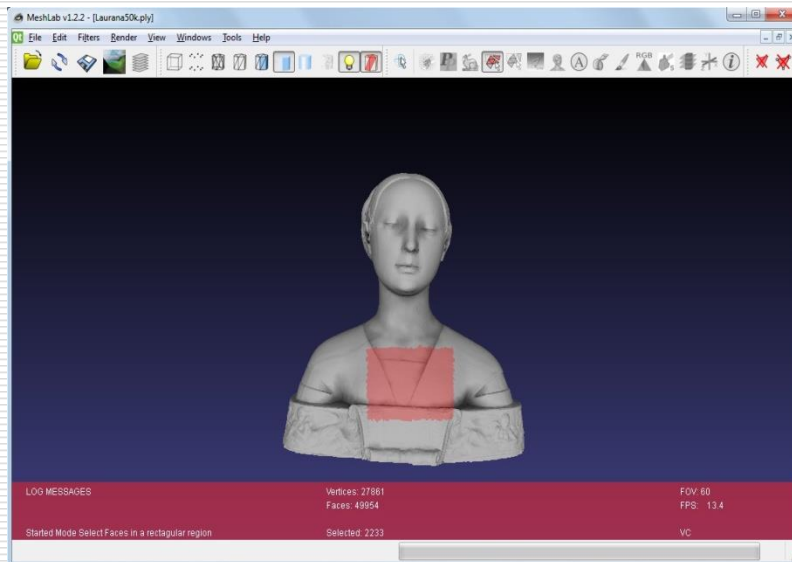 MeshLab v1.2.2 - [Laurana50k.ply]
File Edit Filters Render View Windows Tools Help
RGB
LOG MESSAGES
Vertices: 27861
FOV: 60
Faces: 49954
FPS: 13.4
Started Mode Select Faces in a rectagular region
Selected: 2233
VC